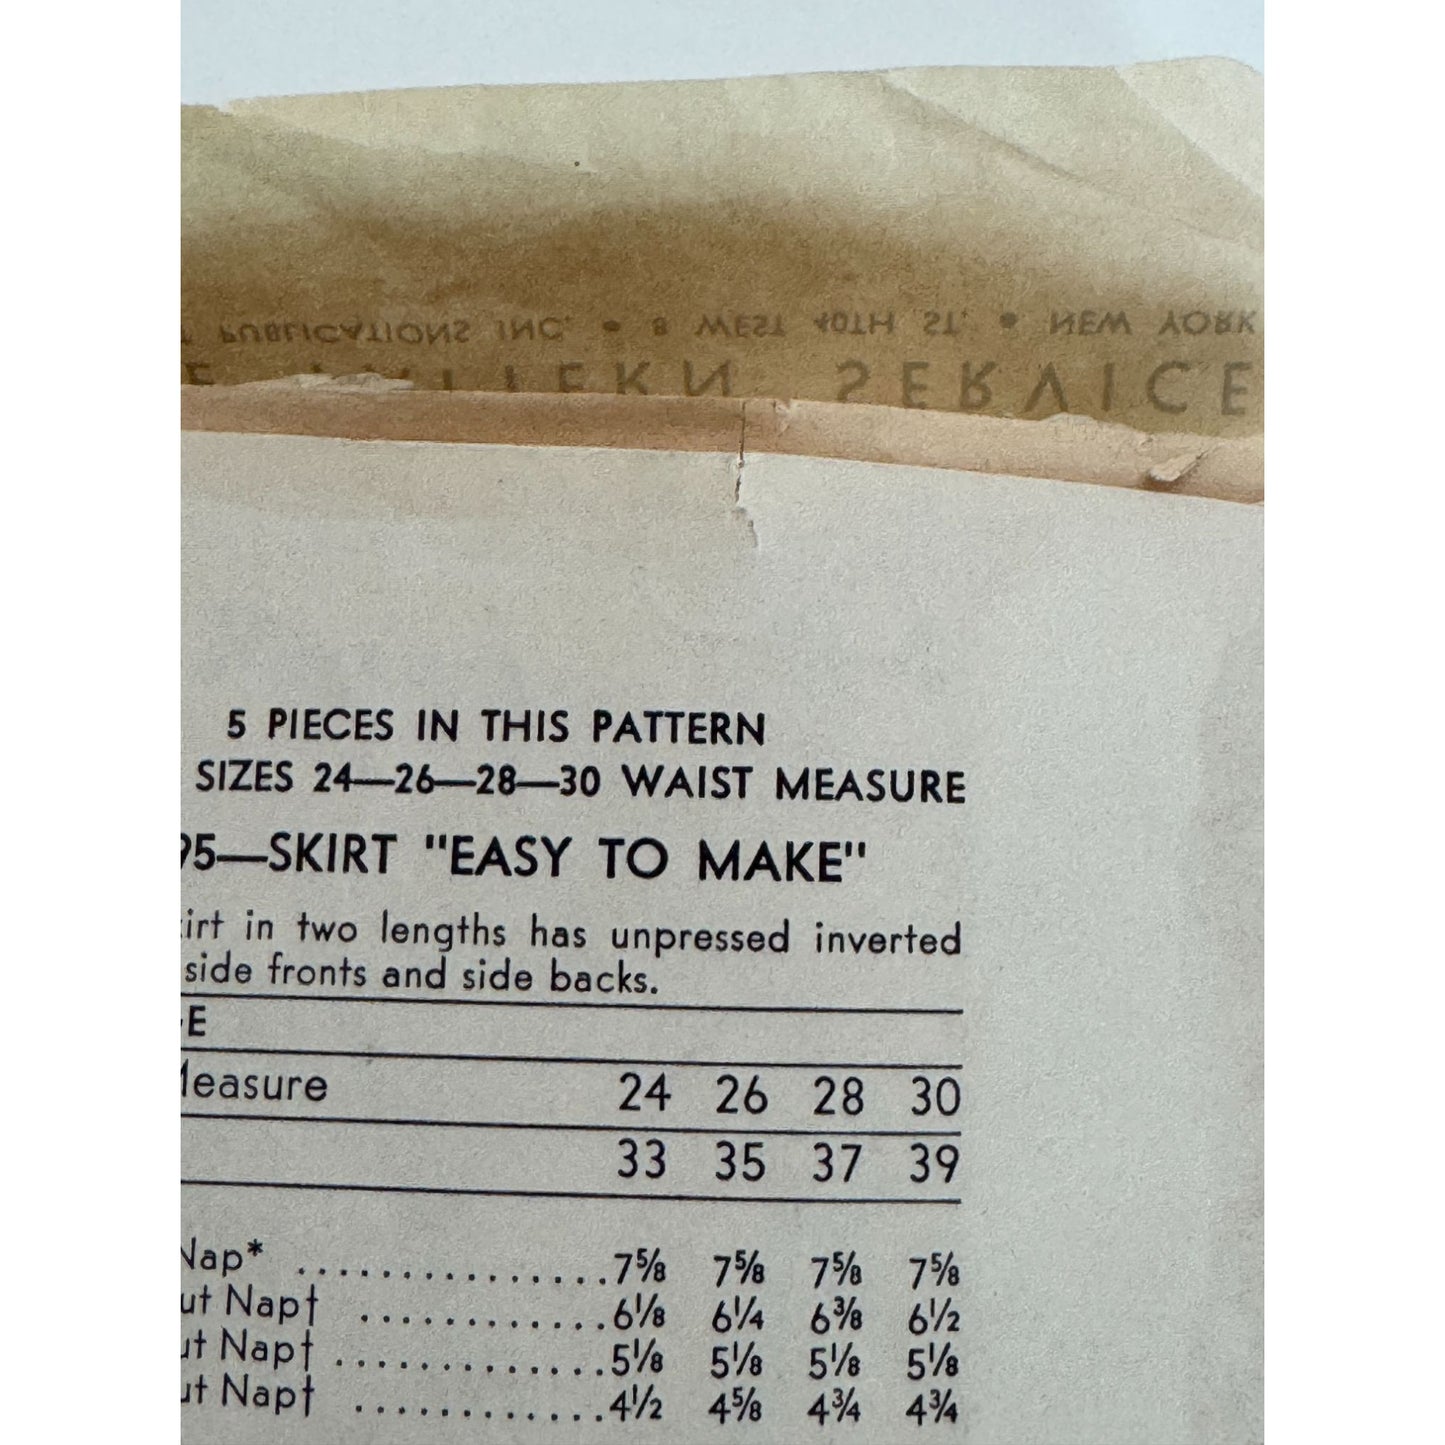 PUBLICATIONS INC. • 8 WEST 40TH ST. • NEW YORK
PATTERN SERVICE
5 PIECES IN THIS PATTERN
SIZES 24—26—28—30 WAIST MEASURE
95—SKIRT "EASY TO MAKE"
in two lengths has unpressed inverted
side fronts and side backs.
24 26 28 30
33 35 37 39
Nap* ................7⅝ 7⅝ 7⅝ 7⅝
Nap† .............6⅛ 6¼ 6⅜ 6½
Nap† ..............5⅛ 5⅛ 5⅛ 5⅛
Nap† .............4½ 4⅝ 4¾ 4¾